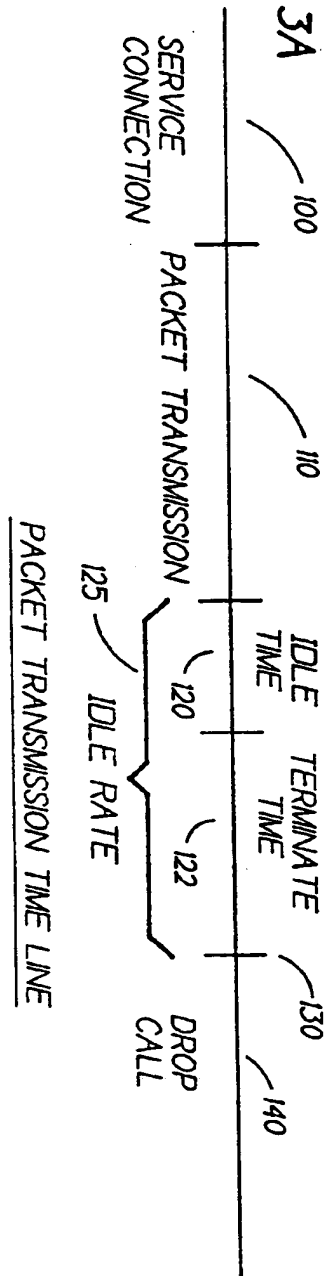 3A
100
110
IDLE
TIME
TERMINATE
TIME
130
140
SERVICE
CONNECTION
PACKET TRANSMISSION
120
122
DROP
CALL
125
IDLE RATE
PACKET TRANSMISSION TIME LINE